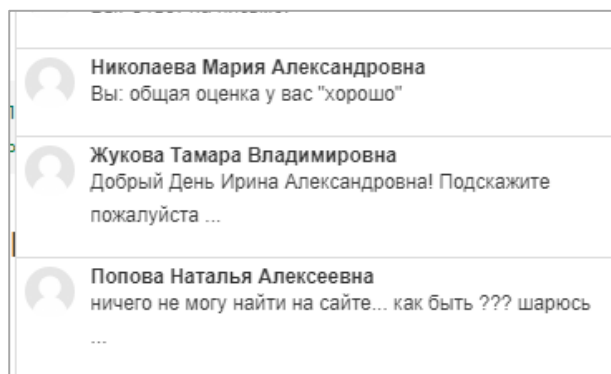 Николаева Мария Александровна
Вы: общая оценка у вас "хорошо"
Жукова Тамара Владимировна
Добрый День Ирина Александровна! Подскажите
пожалуйста ...
Попова Наталья Алексеевна
ничего не могу найти на сайте... как быть ??? шарюсь
...